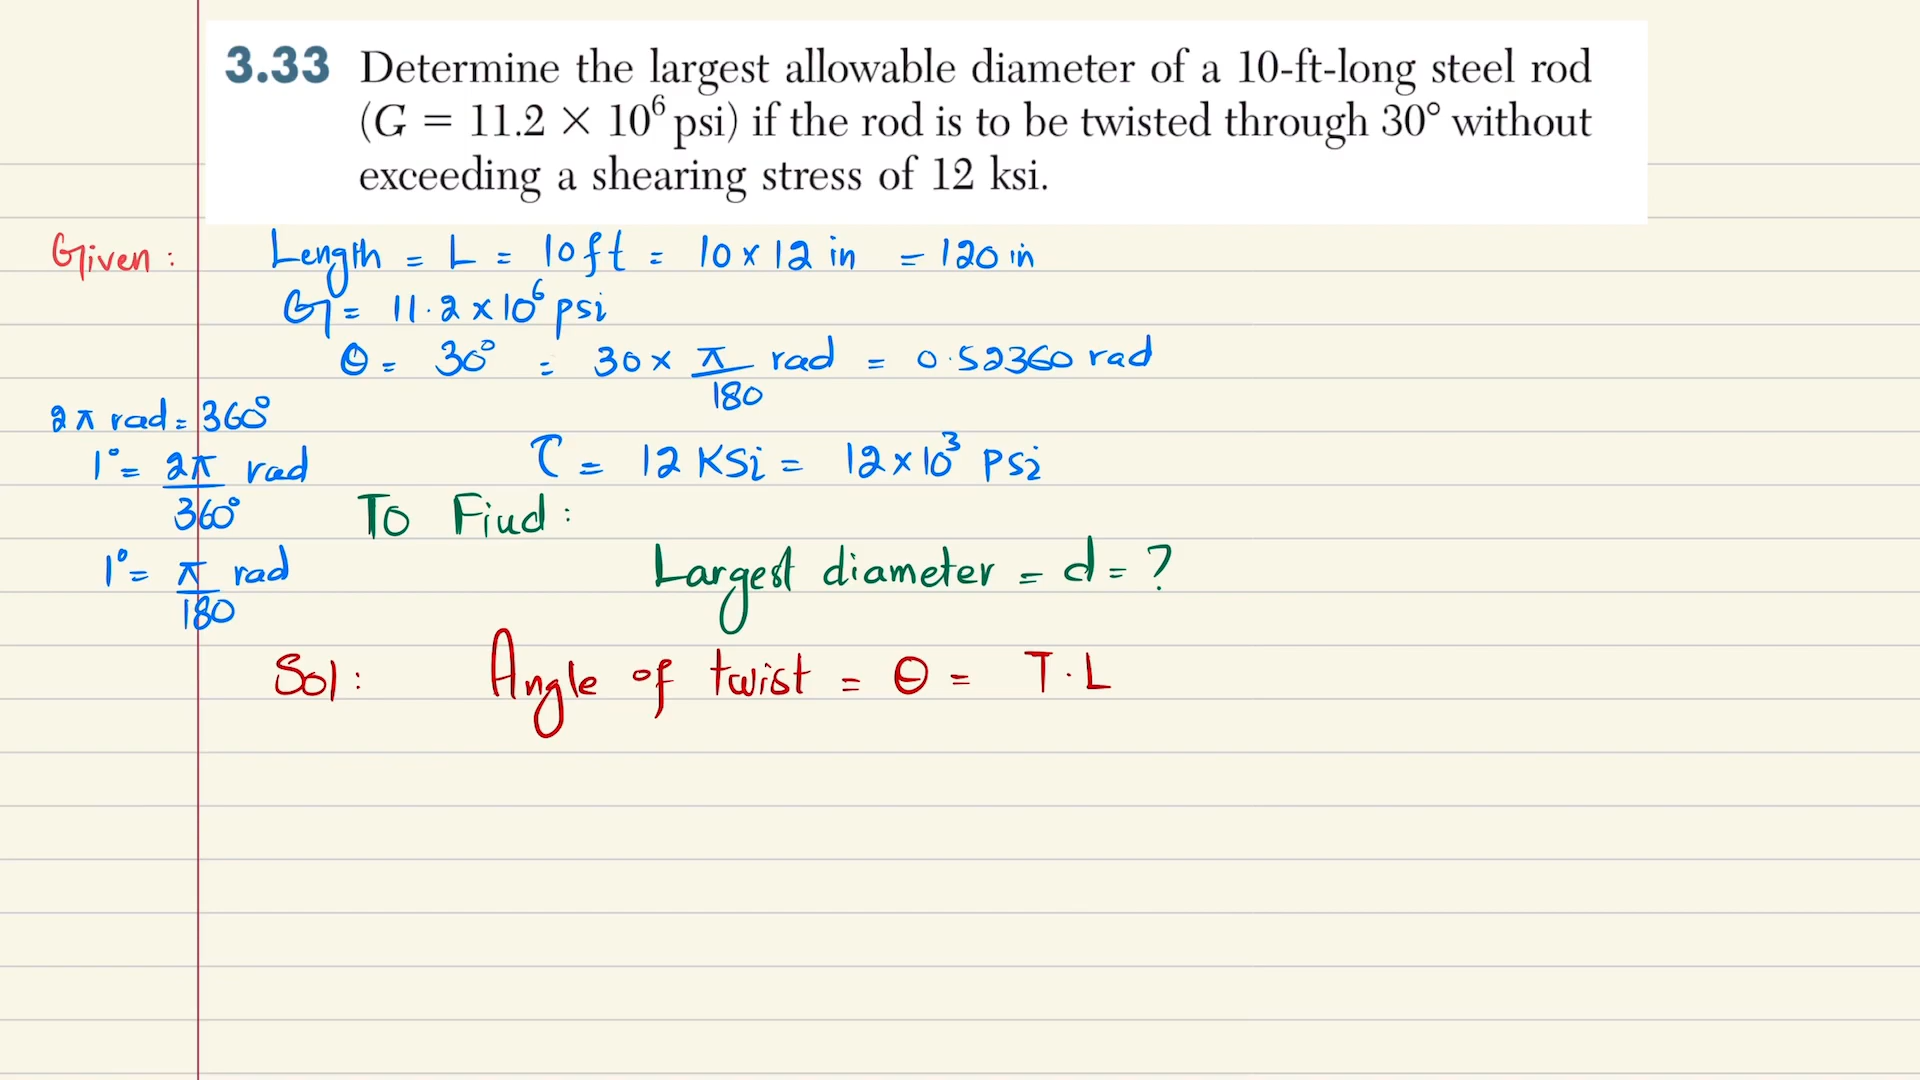 3.33 Determine the largest allowable diameter of a 10-ft-long steel rod
(G = 11.2 × 10⁶ psi) if the rod is to be twisted through 30° without
exceeding a shearing stress of 12 ksi.
Given : Length = L = 10 ft = 10 × 12 in = 120 in
G = 11.2 × 10⁶ psi
θ = 30° = 30 × π/180 rad = 0.52360 rad
2π rad = 360°
1° = 2π/360° rad
τ = 12 KSi = 12 × 10³ psi
To Find :
1° = π/180 rad
Largest diameter = d = ?
Sol : Angle of twist = θ = T . L